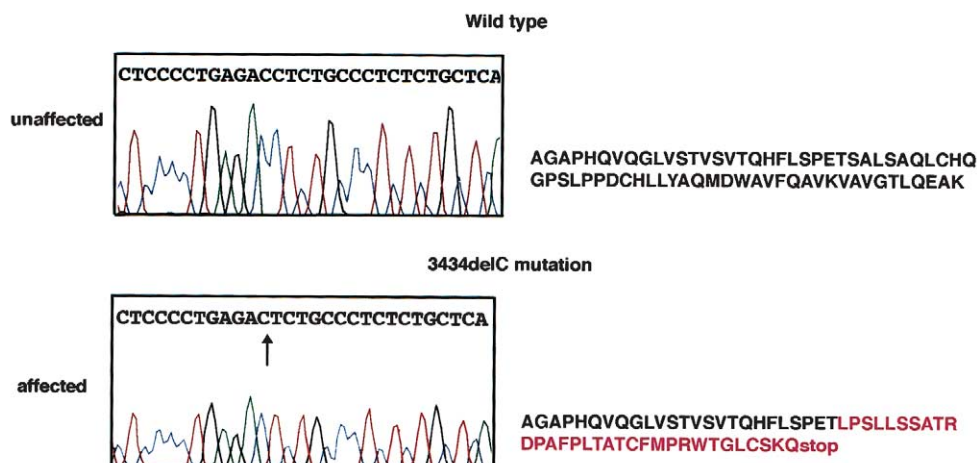 Wild type
CTCCCCTGAGACCTCTGCCCTCTCTGCTCA
unaffected
AGAPHQVQGLVSTVSVTQHFLSPETSALSAQLCHQ
GPSLPPDCHLLYAQMDWAVFQAVKVAVGTLQEAK
3434delC mutation
CTCCCCTGAGACTCTGCCCTCTCTGCTCA
affected
AGAPHQVQGLVSTVSVTQHFLSPETLPSLLSSATR
DPAFPLTATCFMPRWTGLCSKQstop